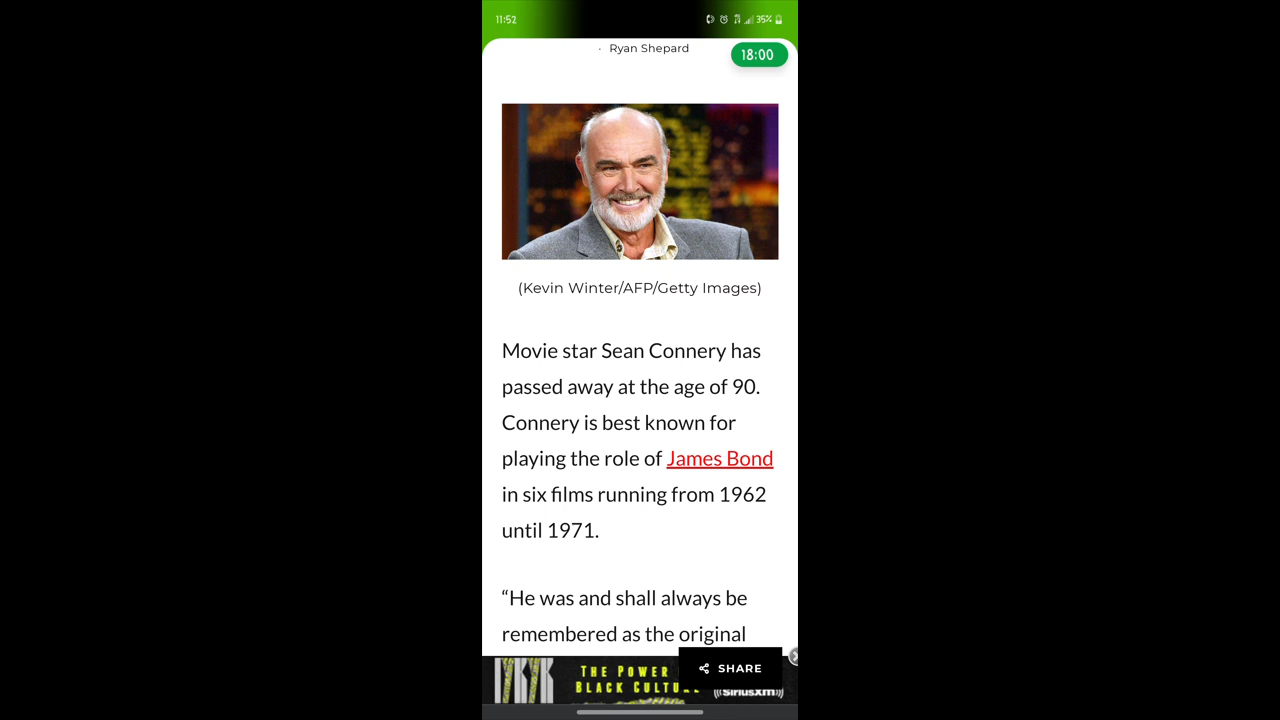 11:52
35%
· Ryan Shepard
18:00
(Kevin Winter/AFP/Getty Images)
Movie star Sean Connery has
passed away at the age of 90.
Connery is best known for
playing the role of James Bond
in six films running from 1962
until 1971.
“He was and shall always be
remembered as the original
SHARE
THE POWER
BLACK CULTU
((SiriusXM))